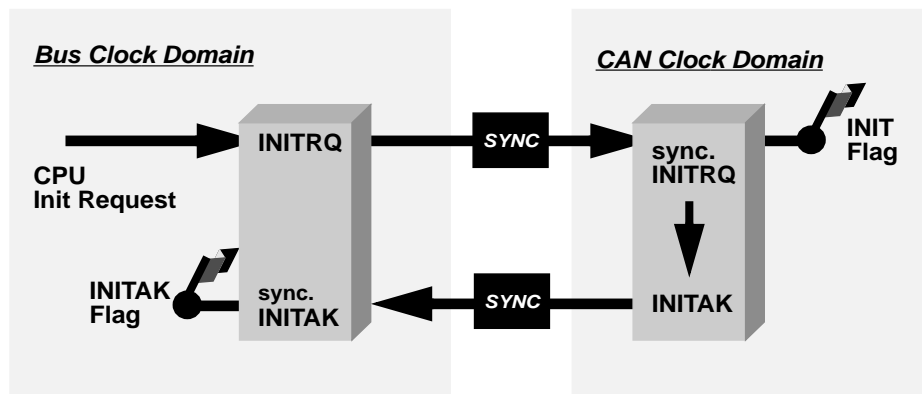 Bus Clock Domain
CAN Clock Domain
INITRQ
SYNC
sync.
INITRQ
INIT
Flag
CPU
Init Request
INITAK
Flag
sync.
INITAK
SYNC
INITAK